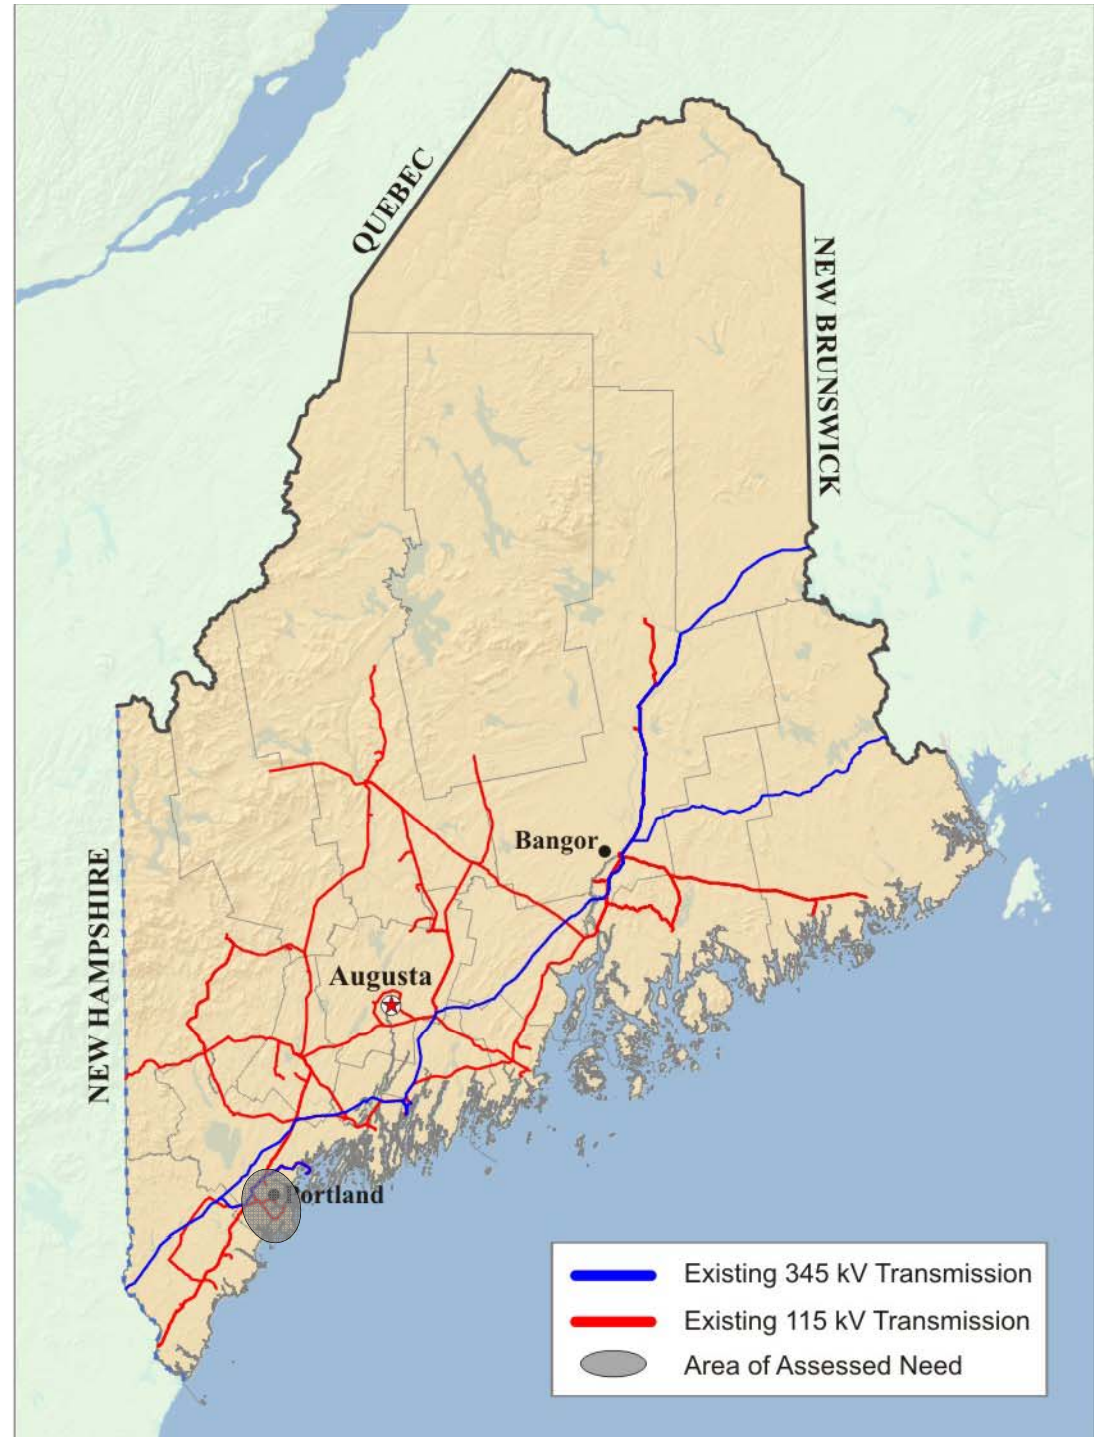 QUEBEC
NEW BRUNSWICK
Bangor
NEW HAMPSHIRE
Augusta
Portland
Existing 345 kV Transmission
Existing 115 kV Transmission
Area of Assessed Need